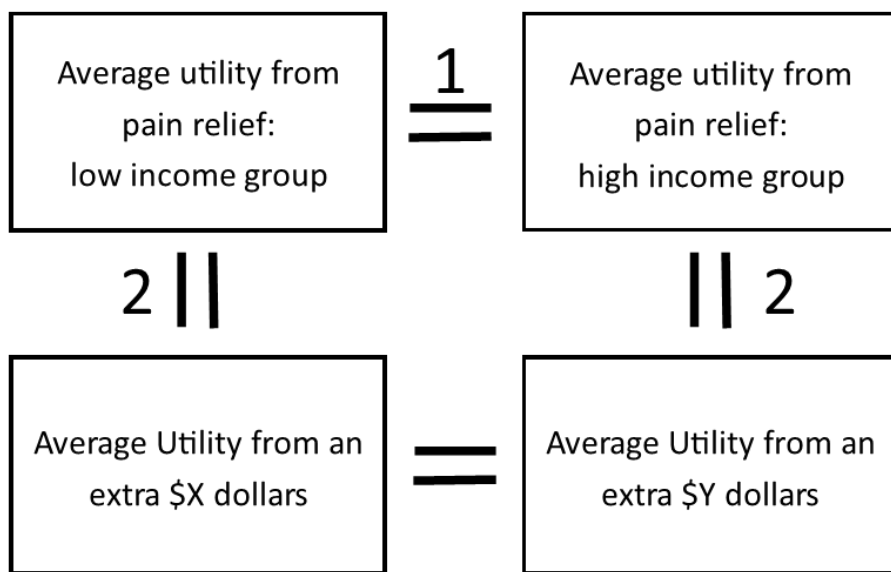 Average utility from
pain relief:
low income group
1
Average utility from
pain relief:
high income group
2
2
Average Utility from an
extra $X dollars
Average Utility from an
extra $Y dollars